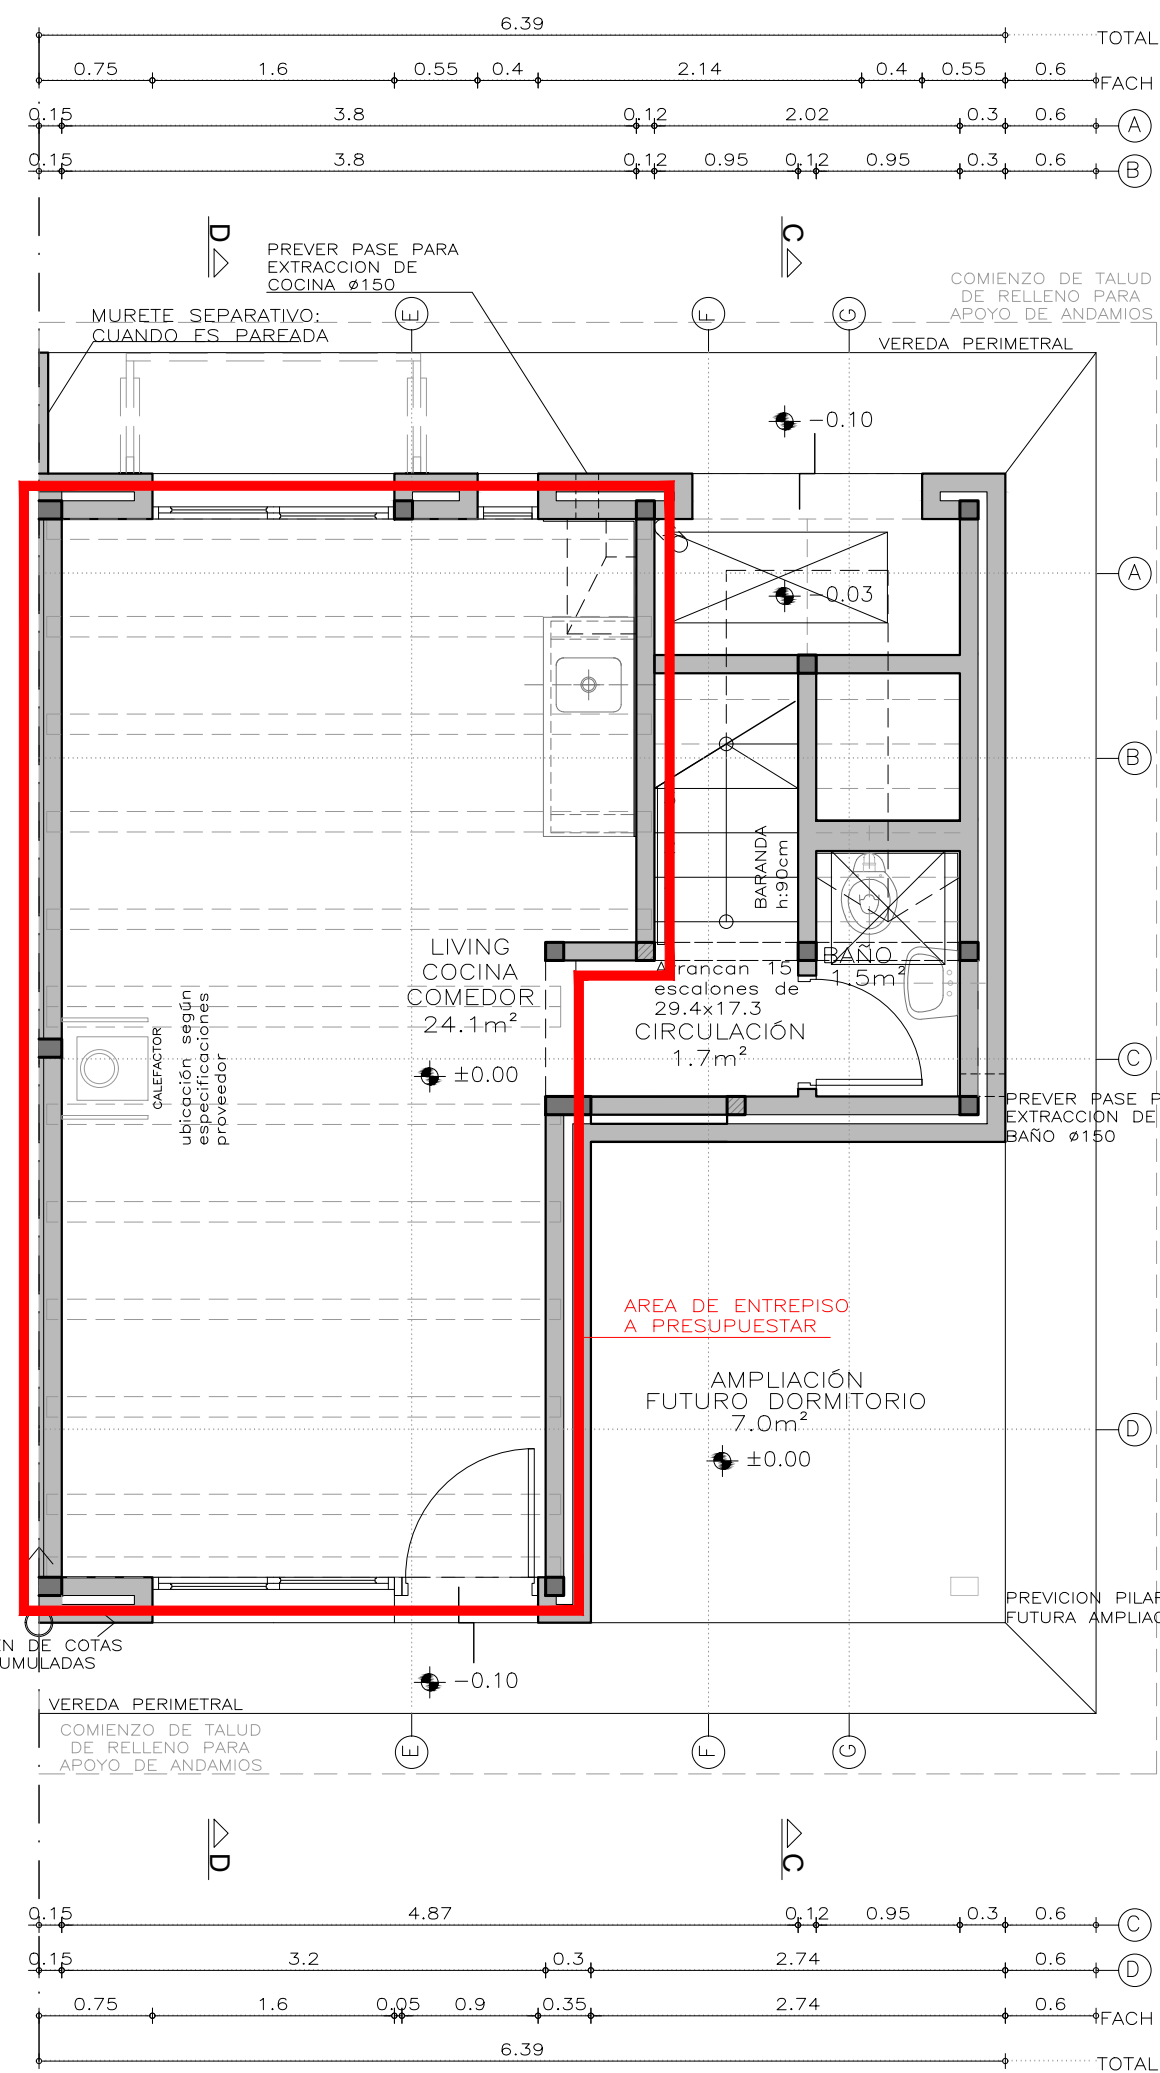 6.39
TOTAL
0.75 1.6 0.55 0.4 2.14 0.4 0.55 0.6 FACH
0.15 3.8 0.12 2.02 0.3 0.6 A
0.15 3.8 0.12 0.95 0.12 0.95 0.3 0.6 B
D C
PREVER PASE PARA
EXTRACCION DE
COCINA ø150
COMIENZO DE TALUD
DE RELLENO PARA
APOYO DE ANDAMIOS
MURETE SEPARATIVO:
CUANDO ES PAREADA
E F G
VEREDA PERIMETRAL
-0.10
A
-0.03
B
BARANDA
h:90cm
LIVING
COCINA
COMEDOR
24.1m²
±0.00
BAÑO
1.5m²
Arrancan 15
escalones de
29.4x17.3
CIRCULACIÓN
1.7m²
C
CALEFACTOR
ubicación según
especificaciones
proveedor
PREVER PASE P
EXTRACCION DE
BAÑO ø150
AREA DE ENTREPISO
A PRESUPUESTAR
AMPLIACIÓN
FUTURO DORMITORIO
7.0m²
D
±0.00
PREVICION PILAR
FUTURA AMPLIAC
EN DE COTAS
UMULADAS
-0.10
VEREDA PERIMETRAL
COMIENZO DE TALUD
DE RELLENO PARA
APOYO DE ANDAMIOS
E F G
D C
0.15 4.87 0.12 0.95 0.3 0.6 C
0.15 3.2 0.3 2.74 0.6 D
0.75 1.6 0.05 0.9 0.35 2.74 0.6 FACH
6.39
TOTAL